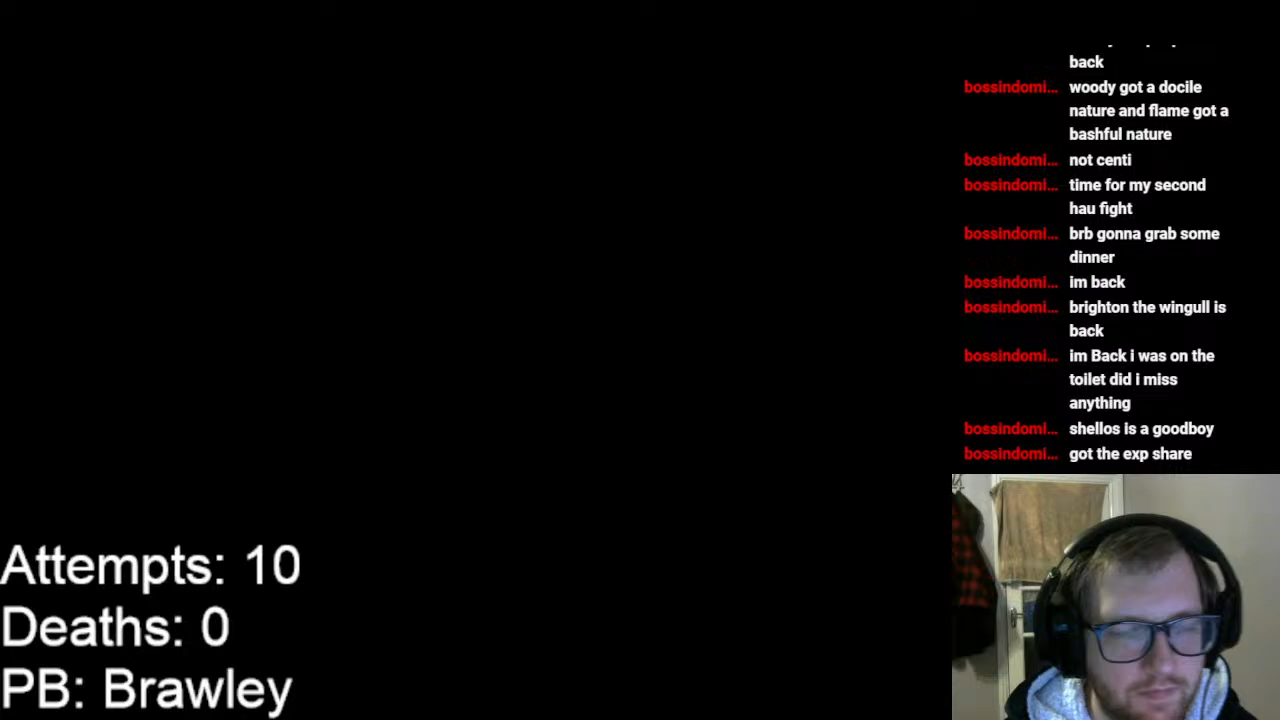 back
bossindomi... woody got a docile
nature and flame got a
bashful nature
bossindomi... not centi
bossindomi... time for my second
hau fight
bossindomi... brb gonna grab some
dinner
bossindomi... im back
bossindomi... brighton the wingull is
back
bossindomi... im Back i was on the
toilet did i miss
anything
bossindomi... shellos is a goodboy
bossindomi... got the exp share
Attempts: 10
Deaths: 0
PB: Brawley